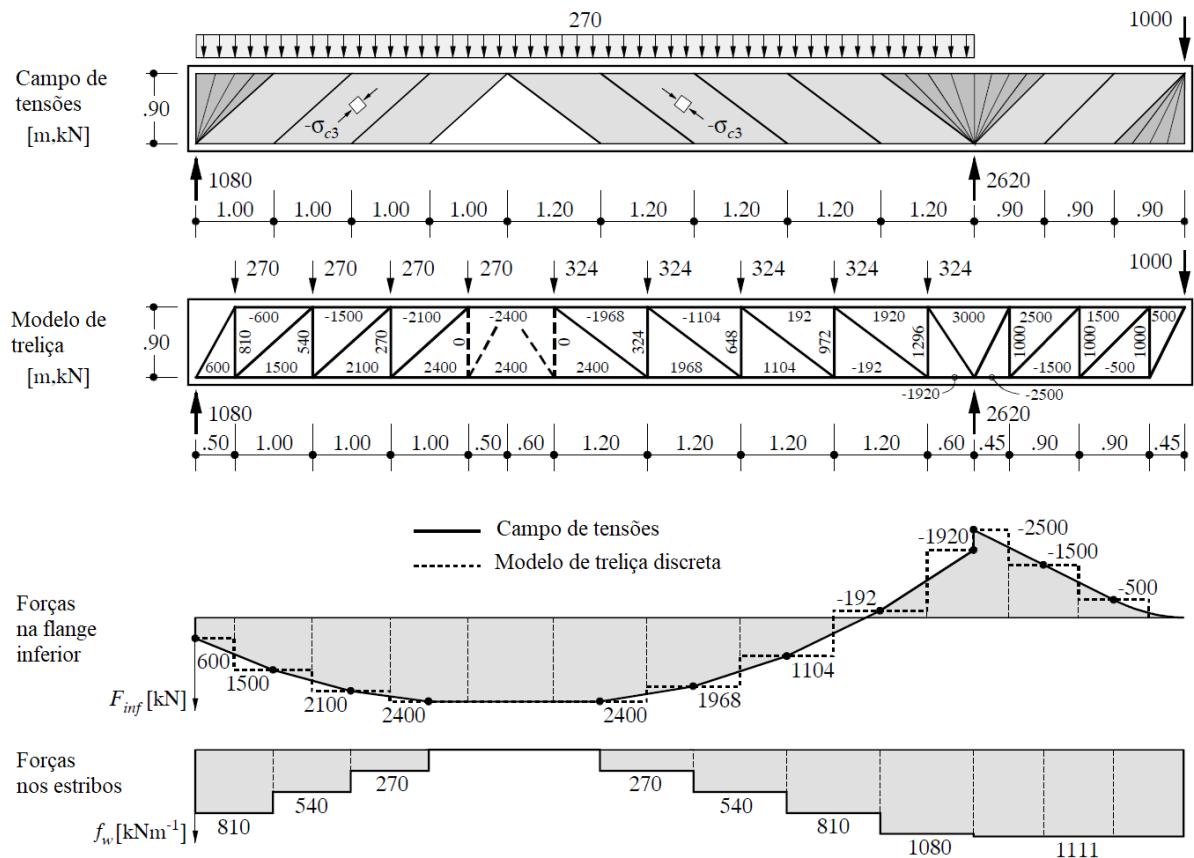 270
1000
Campo de
tensões
[m,kN]
.90
-σc3
-σc3
1080
2620
1.00 1.00 1.00 1.00 1.20 1.20 1.20 1.20 1.20 .90 .90 .90
270 270 270 270 324 324 324 324 324
1000
Modelo de
treliça
[m,kN]
.90
-600 -1500 -2100 -2400 -1968 -1104 192 1920 3000 2500 1500 500
810 540 270 0 0 324 648 972 1296 1000 1000 1000
600 1500 2100 2400 2400 2400 1968 1104 -192 -1500 -500
-1920 -2500
1080
2620
.50 1.00 1.00 1.00 .50 .60 1.20 1.20 1.20 1.20 .60 .45 .90 .90 .45
Campo de tensões
Modelo de treliça discreta
Forças
na flange
inferior
Finf [kN]
600
1500
2100
2400
2400
1968
1104
-192
-1920
-2500
-1500
-500
Forças
nos estribos
fw [kNm-1]
810
540
270
270
540
810
1080
1111